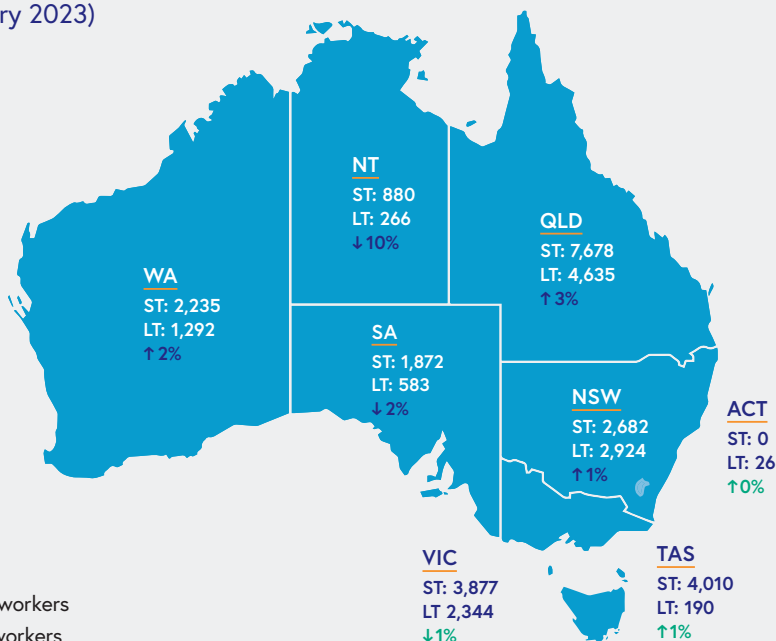 ry 2023)
NT
ST: 880
LT: 266
↓10%
QLD
ST: 7,678
LT: 4,635
↑3%
WA
ST: 2,235
LT: 1,292
↑2%
SA
ST: 1,872
LT: 583
↓2%
NSW
ST: 2,682
LT: 2,924
↑1%
ACT
ST: 0
LT: 26
↑0%
VIC
ST: 3,877
LT 2,344
↓1%
TAS
ST: 4,010
LT: 190
↑1%
workers
workers